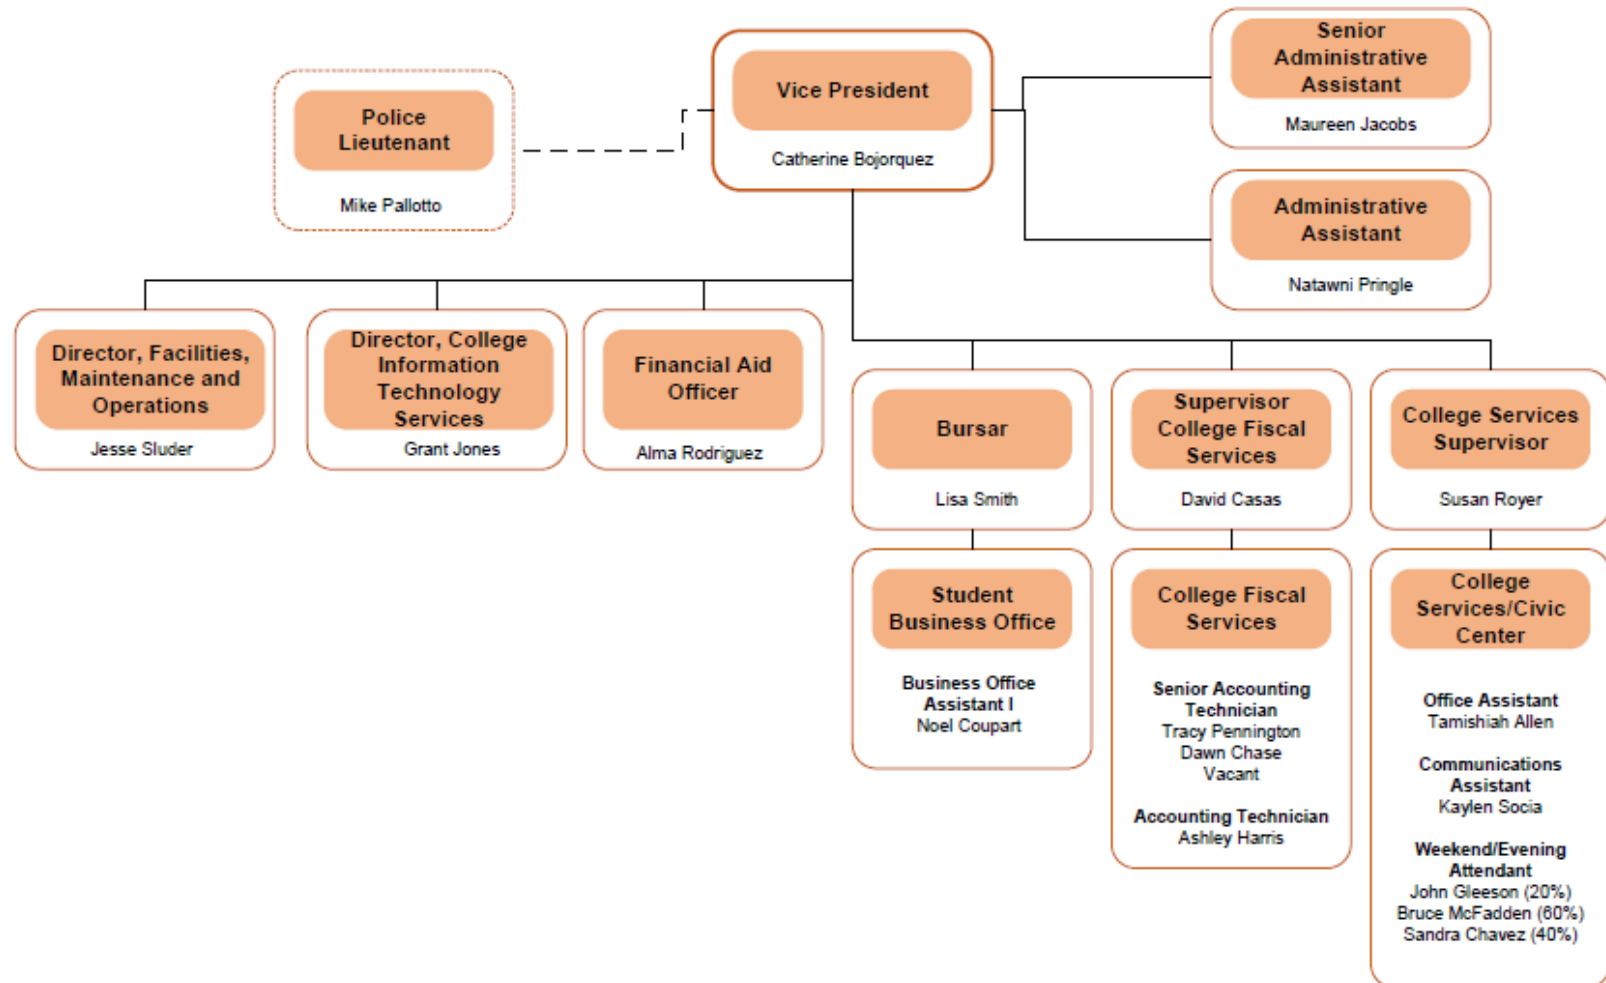 Senior
Administrative
Assistant
Maureen Jacobs
Vice President
Catherine Bojorquez
Police
Lieutenant
Mike Pallotto
Administrative
Assistant
Natawni Pringle
Director, Facilities,
Maintenance and
Operations
Jesse Sluder
Director, College
Information
Technology
Services
Grant Jones
Financial Aid
Officer
Alma Rodriguez
Bursar
Lisa Smith
Supervisor
College Fiscal
Services
David Casas
College Services
Supervisor
Susan Royer
Student
Business Office
Business Office
Assistant I
Noel Coupart
College Fiscal
Services
Senior Accounting
Technician
Tracy Pennington
Dawn Chase
Vacant
Accounting Technician
Ashley Harris
College
Services/Civic
Center
Office Assistant
Tamishiah Allen
Communications
Assistant
Kaylen Socia
Weekend/Evening
Attendant
John Gleeson (20%)
Bruce McFadden (60%)
Sandra Chavez (40%)